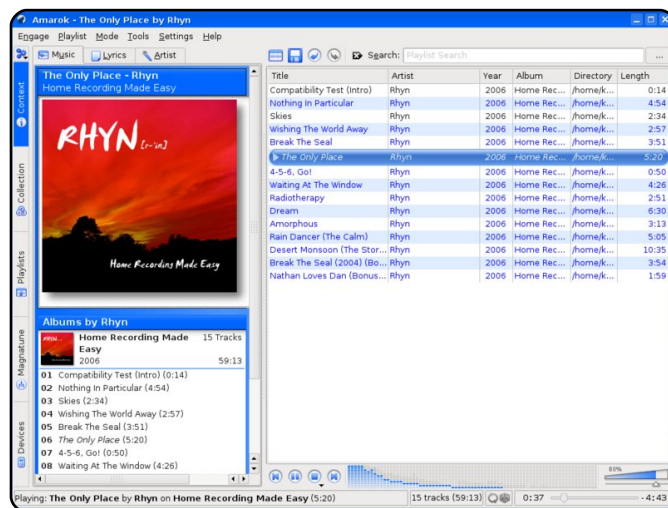 Amarok - The Only Place by Rhyn
Engage Playlist Mode Tools Settings Help
Music Lyrics Artist
Search: Playlist Search ...
Context
Collection
Playlists
Magnatune
Devices
The Only Place - Rhyn
Home Recording Made Easy
RHYN [r-'in]
Home Recording Made Easy
Albums by Rhyn
Home Recording Made Easy 15 Tracks
2006 59:13
01 Compatibility Test (Intro) (0:14)
02 Nothing In Particular (4:54)
03 Skies (2:34)
04 Wishing The World Away (2:57)
05 Break The Seal (3:51)
06 The Only Place (5:20)
07 4-5-6, Go! (0:50)
08 Waiting At The Window (4:26)
Title Artist Year Album Directory Length
Compatibility Test (Intro) Rhyn 2006 Home Rec... /home/k... 0:14
Nothing In Particular Rhyn 2006 Home Rec... /home/k... 4:54
Skies Rhyn 2006 Home Rec... /home/k... 2:34
Wishing The World Away Rhyn 2006 Home Rec... /home/k... 2:57
Break The Seal Rhyn 2006 Home Rec... /home/k... 3:51
The Only Place Rhyn 2006 Home Rec... /home/k... 5:20
4-5-6, Go! Rhyn 2006 Home Rec... /home/k... 0:50
Waiting At The Window Rhyn 2006 Home Rec... /home/k... 4:26
Radiotherapy Rhyn 2006 Home Rec... /home/k... 2:51
Dream Rhyn 2006 Home Rec... /home/k... 6:30
Amorphous Rhyn 2006 Home Rec... /home/k... 3:13
Rain Dancer (The Calm) Rhyn 2006 Home Rec... /home/k... 5:05
Desert Monsoon (The Stor... Rhyn 2006 Home Rec... /home/k... 10:35
Break The Seal (2004) (Bo... Rhyn 2006 Home Rec... /home/k... 3:54
Nathan Loves Dan (Bonus... Rhyn 2006 Home Rec... /home/k... 1:59
80%
Playing: The Only Place by Rhyn on Home Recording Made Easy (5:20) 15 tracks (59:13) 0:37 -4:43